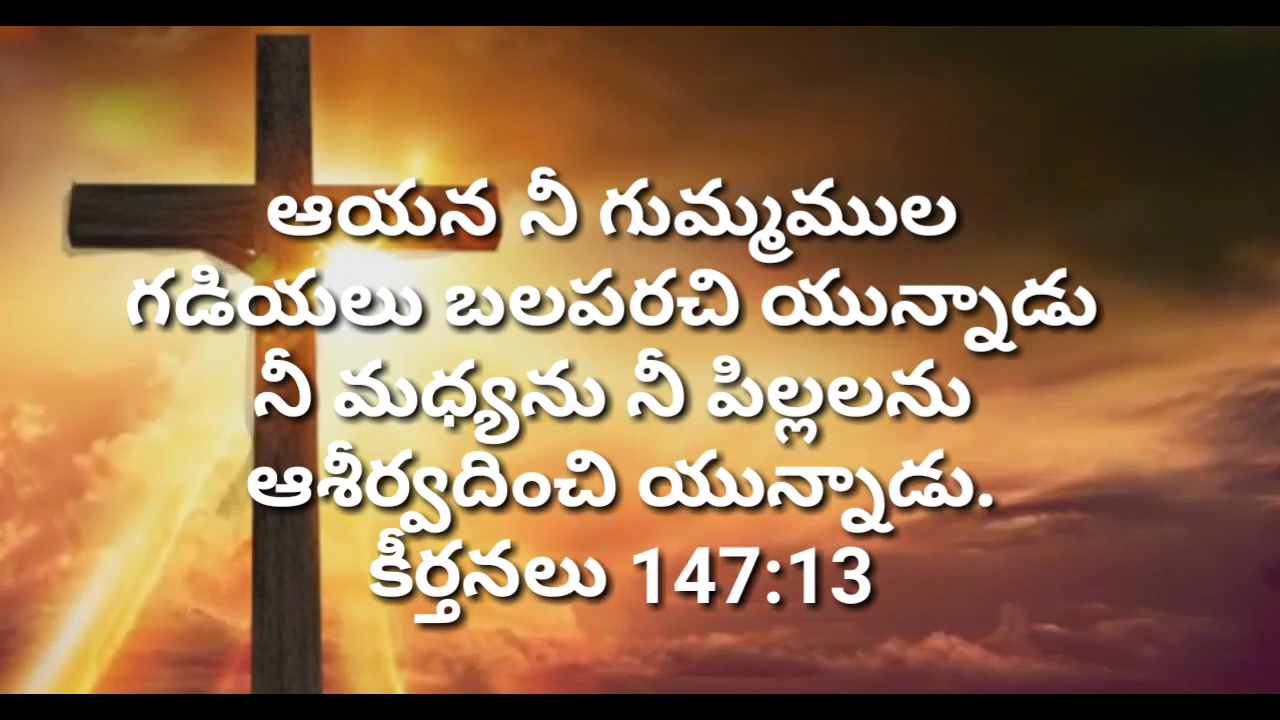 ఆయన నీ గుమ్మముల
గడియలు బలపరచి యున్నాడు
నీ మధ్యను నీ పిల్లలను
ఆశీర్వదించి యున్నాడు.
కీర్తనలు 147:13